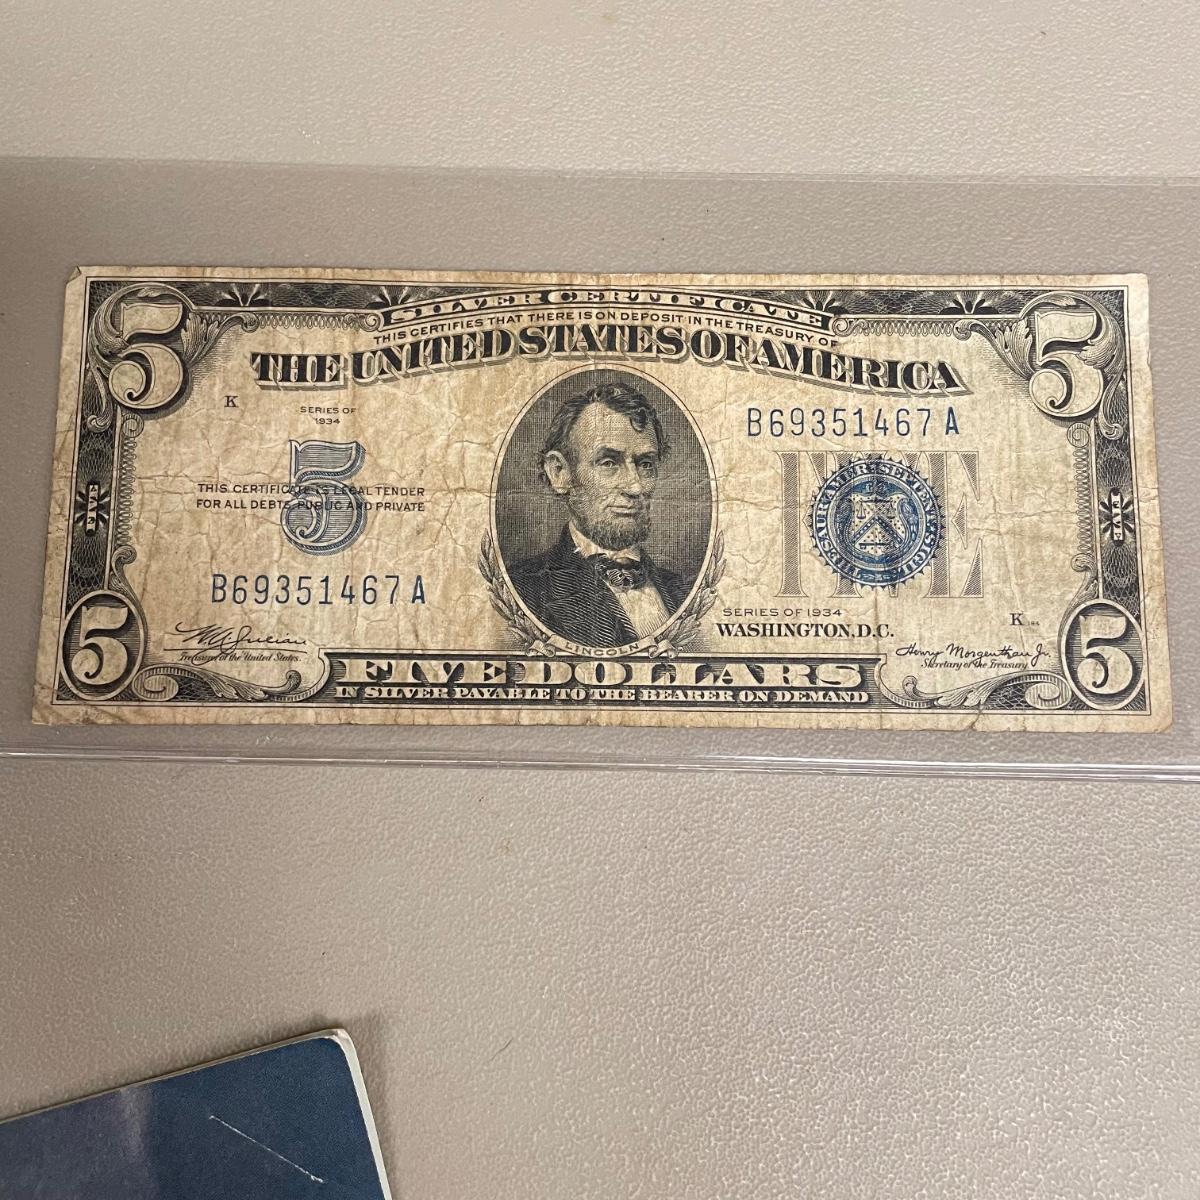 SILVER CERTIFICATE
THIS CERTIFIES THAT THERE IS ON DEPOSIT IN THE TREASURY OF
THE UNITED STATES OF AMERICA
5
5
K
SERIES OF
1934
B69351467A
5
THIS CERTIFICATE IS LEGAL TENDER
FOR ALL DEBTS, PUBLIC AND PRIVATE
FIVE
FIVE
FIVE
B69351467A
SERIES OF 1934
WASHINGTON, D.C.
K
LINCOLN
5
5
W.A. Julian
Treasurer of the United States.
Henry Morgenthau Jr.
Secretary of the Treasury
FIVE DOLLARS
IN SILVER PAYABLE TO THE BEARER ON DEMAND